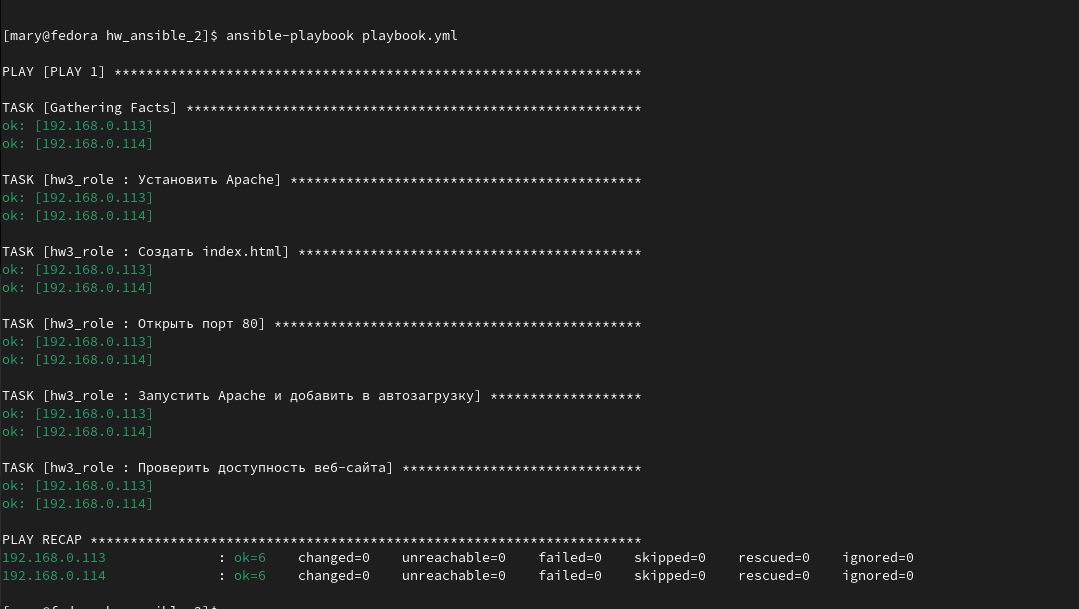 [mary@fedora hw_ansible_2]$ ansible-playbook playbook.yml
PLAY [PLAY 1] ******************************************************************
TASK [Gathering Facts] *********************************************************
ok: [192.168.0.113]
ok: [192.168.0.114]
TASK [hw3_role : Установить Apache] ********************************************
ok: [192.168.0.113]
ok: [192.168.0.114]
TASK [hw3_role : Создать index.html] *******************************************
ok: [192.168.0.113]
ok: [192.168.0.114]
TASK [hw3_role : Открыть порт 80] **********************************************
ok: [192.168.0.113]
ok: [192.168.0.114]
TASK [hw3_role : Запустить Apache и добавить в автозагрузку] *******************
ok: [192.168.0.113]
ok: [192.168.0.114]
TASK [hw3_role : Проверить доступность веб-сайта] ******************************
ok: [192.168.0.113]
ok: [192.168.0.114]
PLAY RECAP *********************************************************************
192.168.0.113              : ok=6    changed=0    unreachable=0    failed=0    skipped=0    rescued=0    ignored=0
192.168.0.114              : ok=6    changed=0    unreachable=0    failed=0    skipped=0    rescued=0    ignored=0